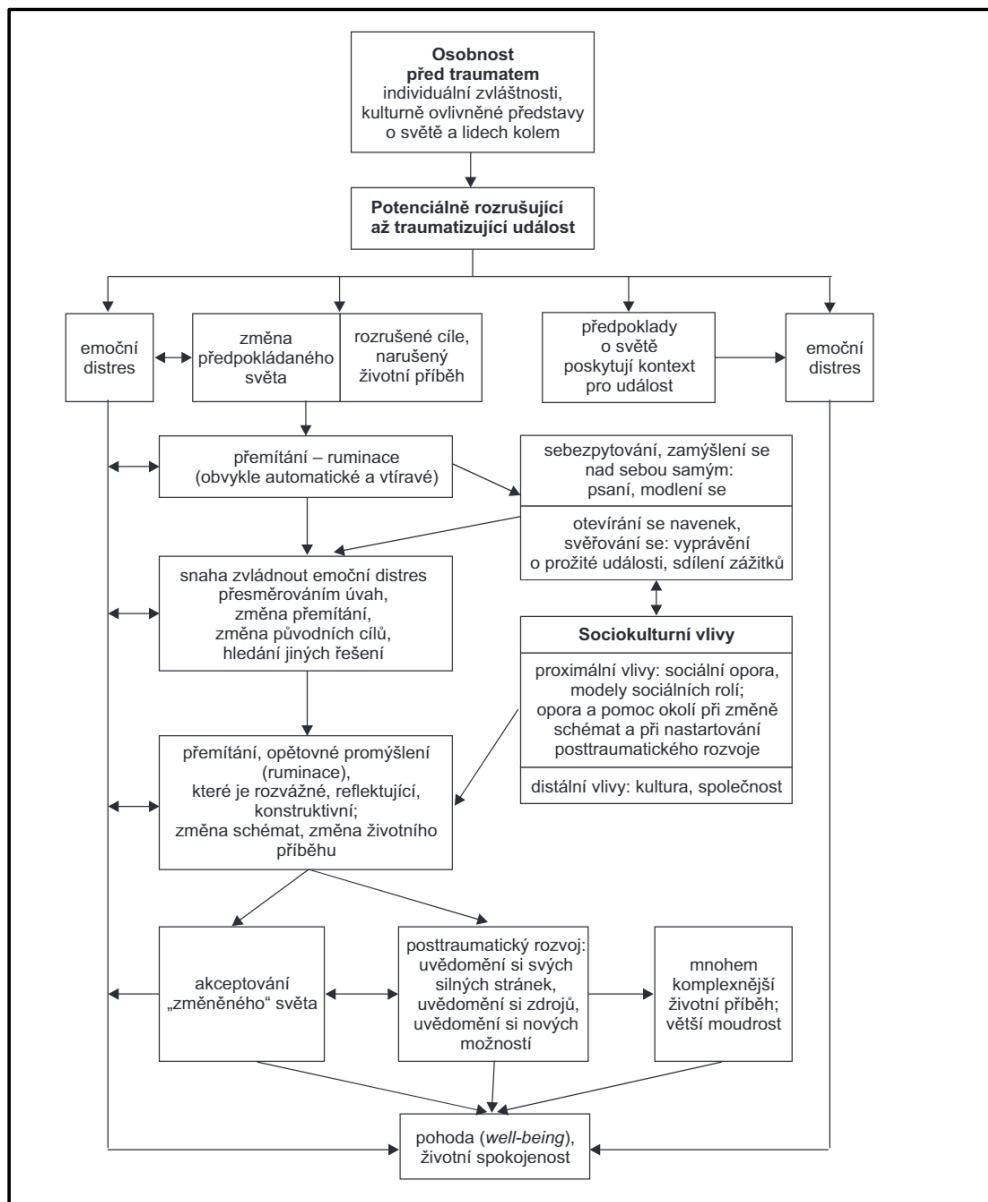 Osobnost
před traumatem
individuální zvláštnosti,
kulturně ovlivněné představy
o světě a lidech kolem
Potenciálně rozrušující
až traumatizující událost
emoční
distres
změna
předpokládaného
světa
rozrušené cíle,
narušený
životní příběh
předpoklady
o světě
poskytují kontext
pro událost
emoční
distres
přemítání – ruminace
(obvykle automatické a vtíravé)
sebezpytování, zamýšlení se
nad sebou samým:
psaní, modlení se
otevírání se navenek,
svěřování se: vyprávění
o prožité události, sdílení zážitků
snaha zvládnout emoční distres
přesměrováním úvah,
změna přemítání,
změna původních cílů,
hledání jiných řešení
Sociokulturní vlivy
proximální vlivy: sociální opora,
modely sociálních rolí;
opora a pomoc okolí při změně
schémat a při nastartování
posttraumatického rozvoje
distální vlivy: kultura, společnost
přemítání, opětovné promýšlení
(ruminace),
které je rozvážné, reflektující,
konstruktivní;
změna schémat, změna životního
příběhu
akceptování
„změněného“ světa
posttraumatický rozvoj:
uvědomění si svých
silných stránek,
uvědomění si zdrojů,
uvědomění si nových
možností
mnohem
komplexnější
životní příběh;
větší moudrost
pohoda (well-being),
životní spokojenost